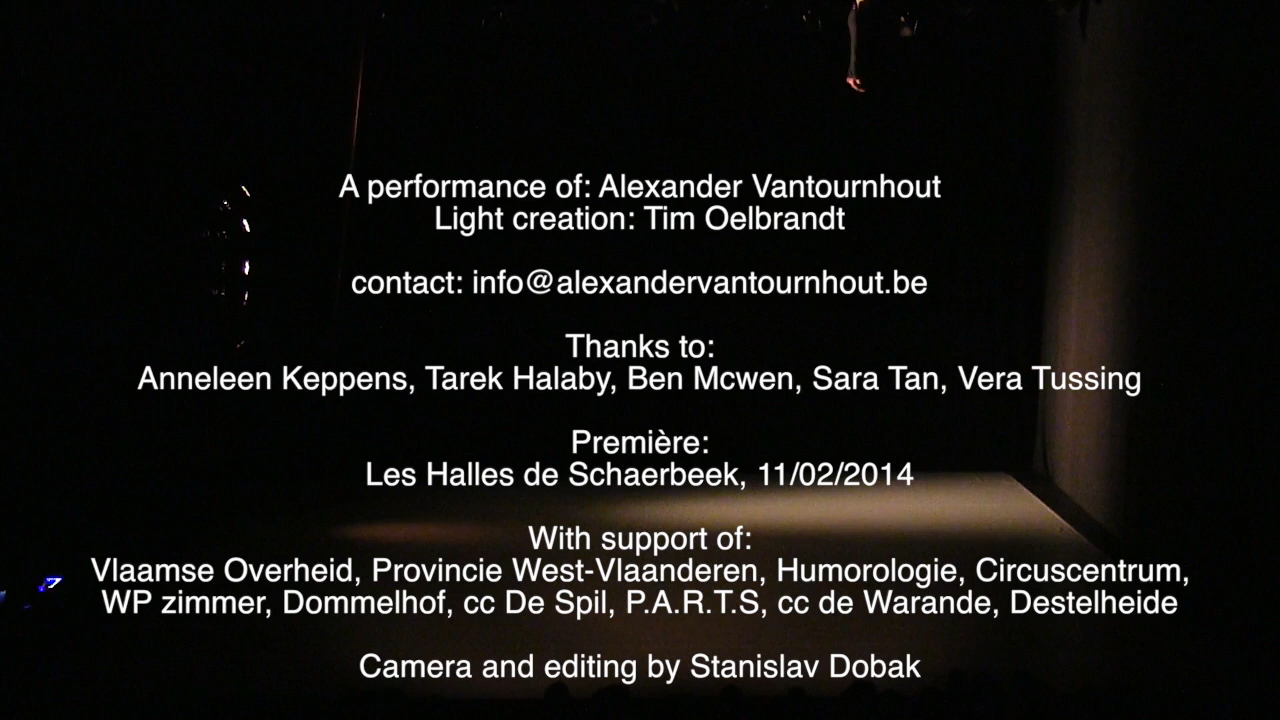 A performance of: Alexander Vantournhout
Light creation: Tim Oelbrandt
contact: info@alexandervantournhout.be
Thanks to:
Anneleen Keppens, Tarek Halaby, Ben Mcwen, Sara Tan, Vera Tussing
Première:
Les Halles de Schaerbeek, 11/02/2014
With support of:
Vlaamse Overheid, Provincie West-Vlaanderen, Humorologie, Circuscentrum,
WP zimmer, Dommelhof, cc De Spil, P.A.R.T.S, cc de Warande, Destelheide
Camera and editing by Stanislav Dobak